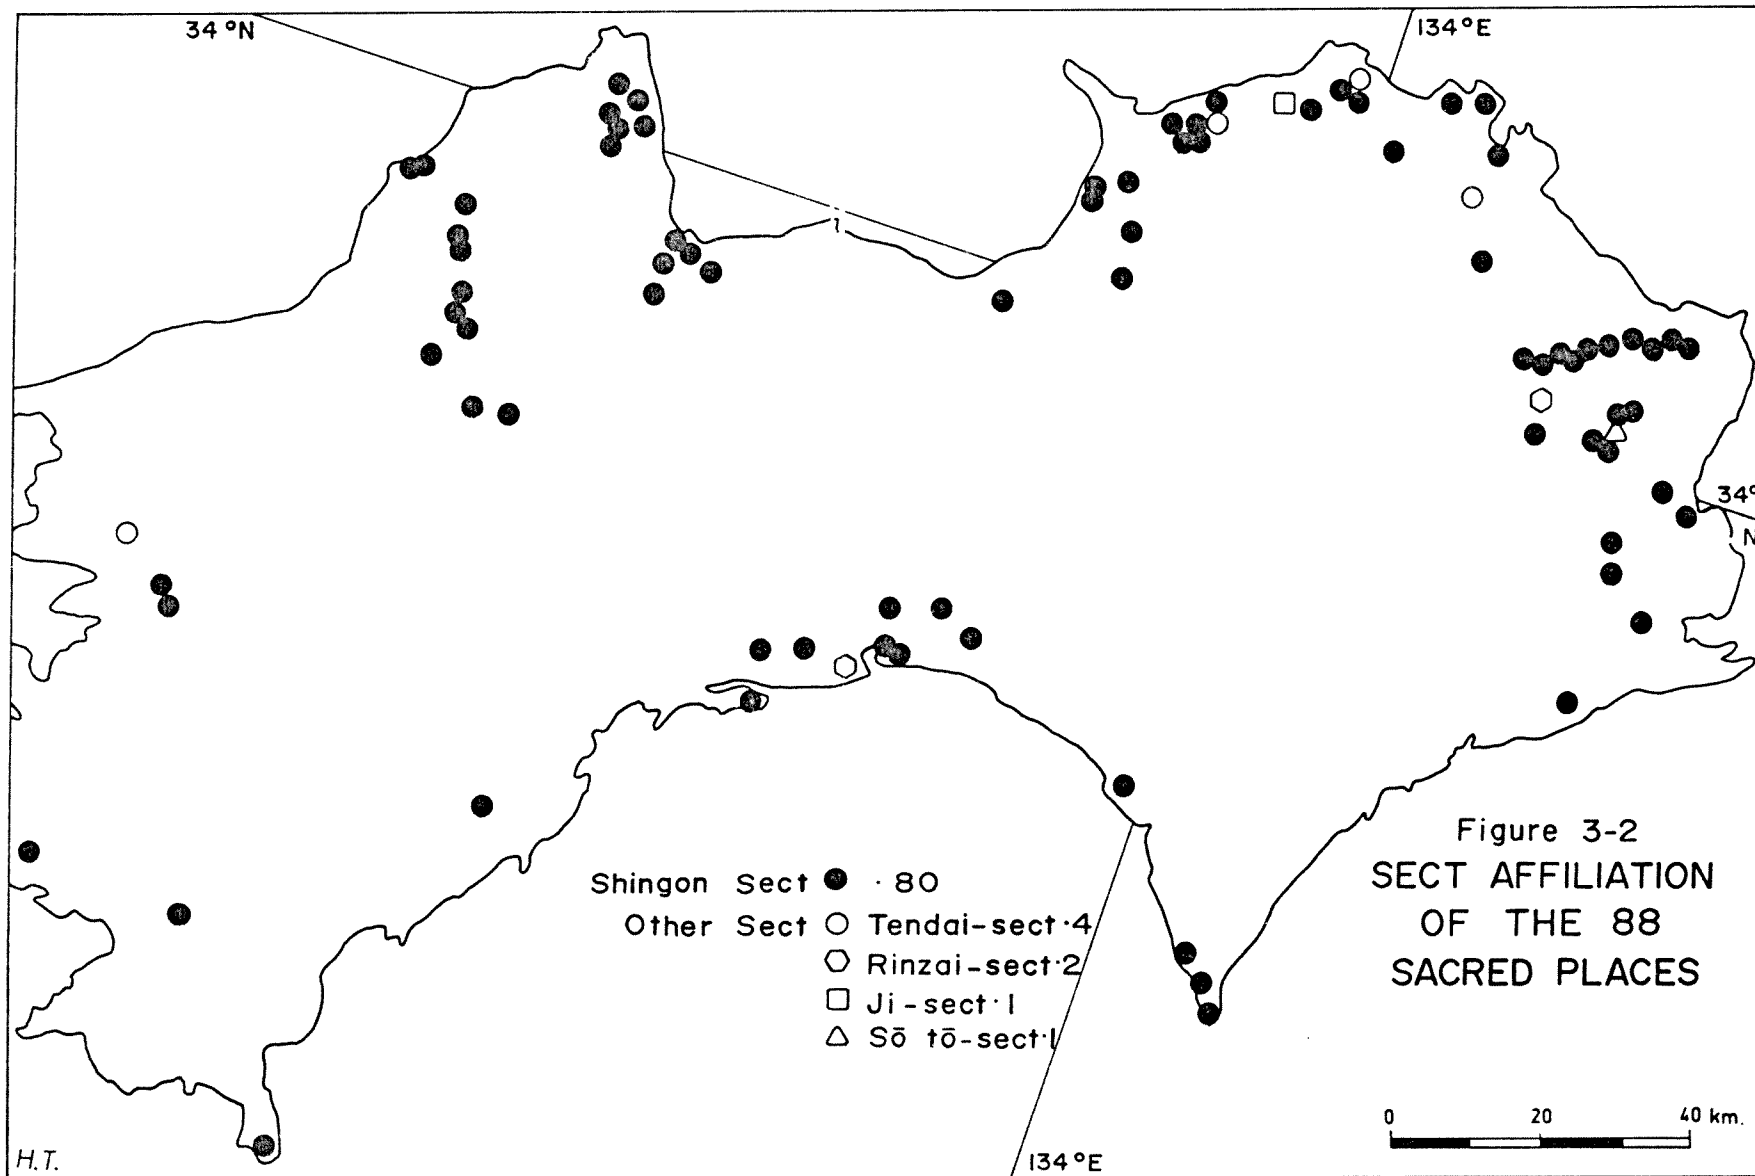 34°N
134°E
34°
N
Shingon Sect ·80
Other Sect Tendai-sect·4
Rinzai-sect·2
Ji-sect·1
Sō tō-sect·1
Figure 3-2
SECT AFFILIATION
OF THE 88
SACRED PLACES
0 20 40 km.
134°E
H.T.